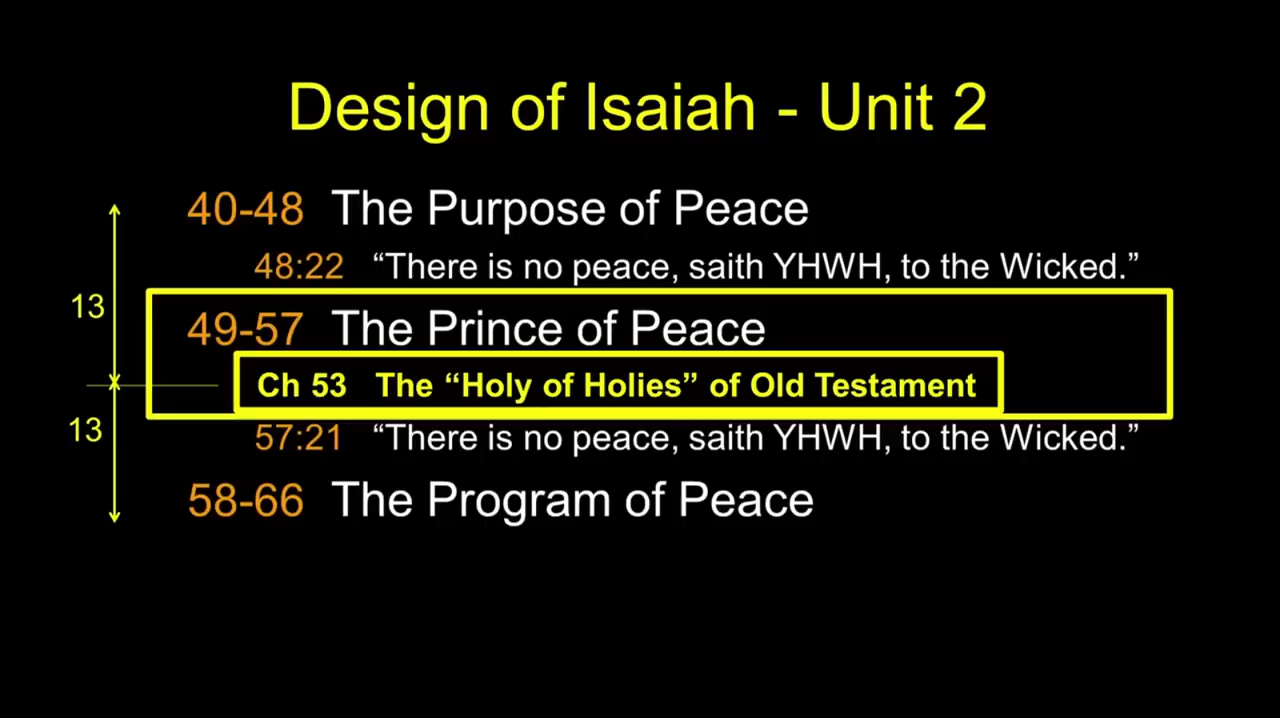 Design of Isaiah - Unit 2
40-48 The Purpose of Peace
48:22 “There is no peace, saith YHWH, to the Wicked.”
13
49-57 The Prince of Peace
Ch 53 The “Holy of Holies” of Old Testament
13
57:21 “There is no peace, saith YHWH, to the Wicked.”
58-66 The Program of Peace